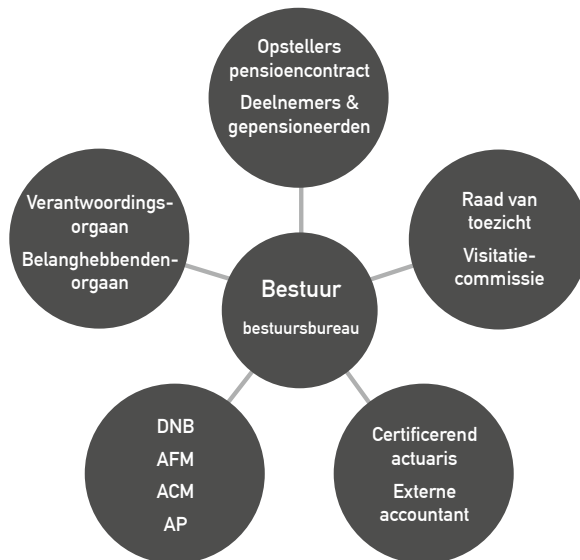 Opstellers
pensioencontract
Deelnemers &
gepensioneerden
Verantwoordings-
orgaan
Belanghebbenden-
orgaan
Raad van
toezicht
Visitatie-
commissie
Bestuur
bestuursbureau
DNB
AFM
ACM
AP
Certificerend
actuaris
Externe
accountant